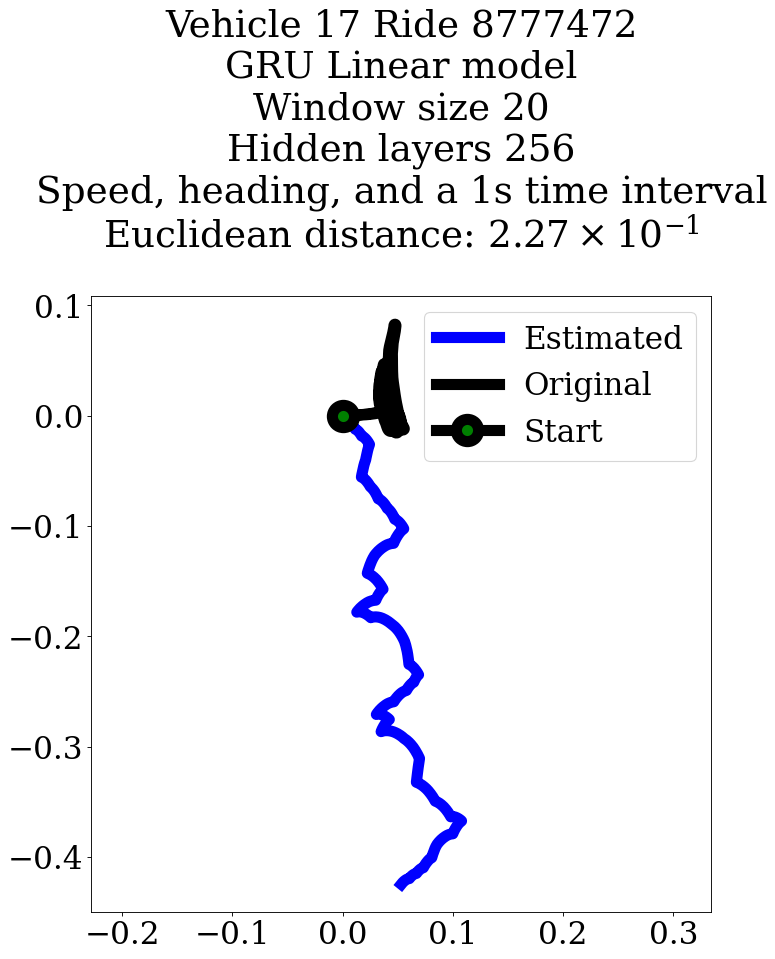 Vehicle 17 Ride 8777472
GRU Linear model
Window size 20
Hidden layers 256
Speed, heading, and a 1s time interval
Euclidean distance: 2.27 × 10⁻¹
0.1
0.0
−0.1
−0.2
−0.3
−0.4
Estimated
Original
Start
−0.2 −0.1 0.0 0.1 0.2 0.3